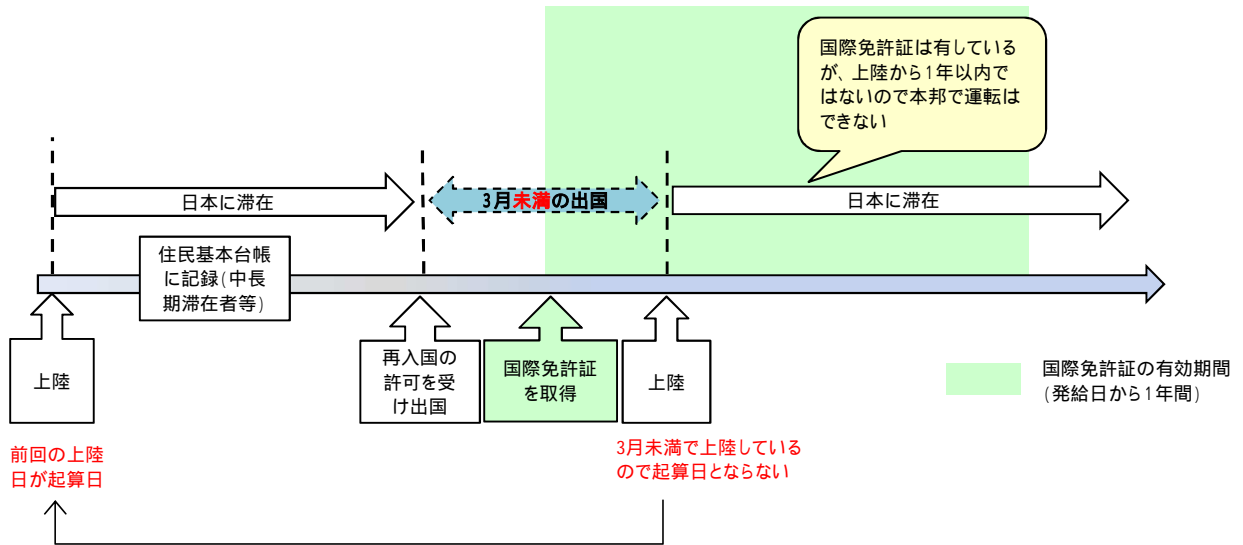 国際免許証は有している
が、上陸から1年以内で
はないので本邦で運転は
できない
日本に滞在
3月未満の出国
日本に滞在
住民基本台帳
に記録(中長
期滞在者等)
上陸
再入国の
許可を受
け出国
国際免許証
を取得
上陸
国際免許証の有効期間
(発給日から1年間)
前回の上陸
日が起算日
3月未満で上陸している
ので起算日とならない